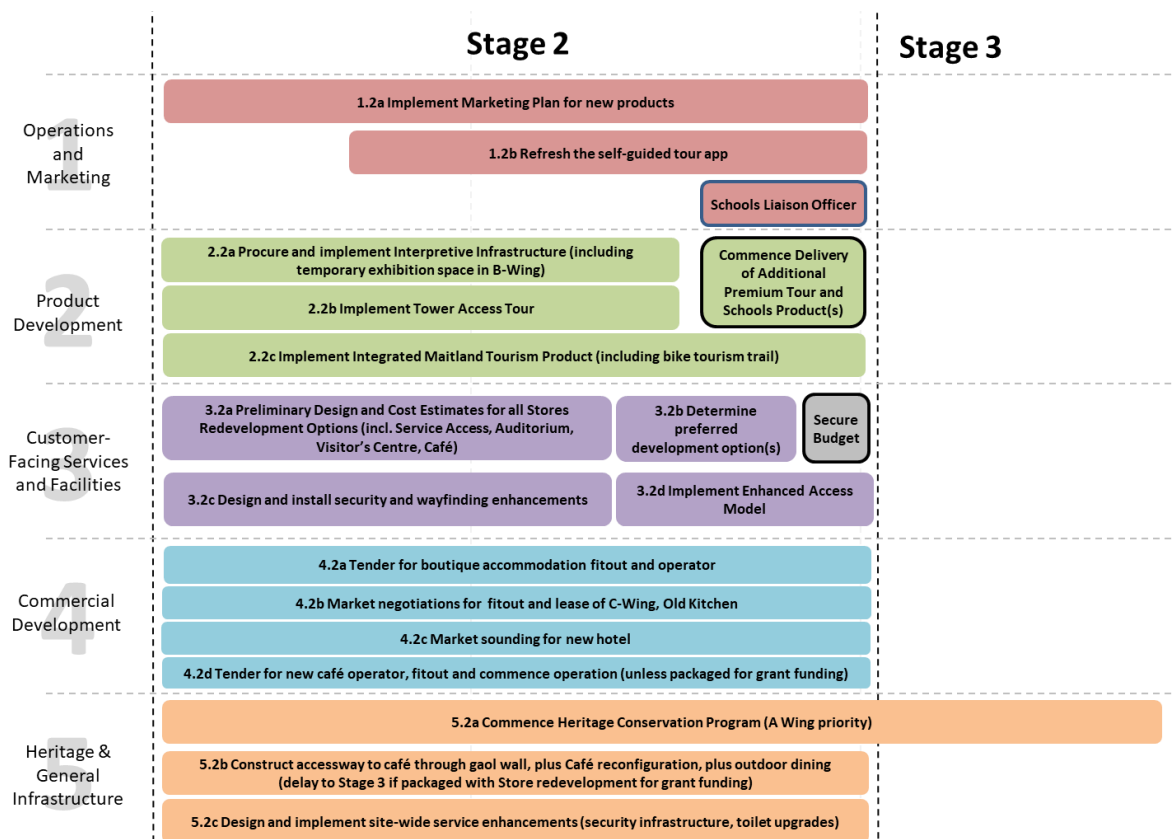 Stage 2
Stage 3
1
Operations
and
Marketing
1.2a Implement Marketing Plan for new products
1.2b Refresh the self-guided tour app
Schools Liaison Officer
2
Product
Development
2.2a Procure and implement Interpretive Infrastructure (including
temporary exhibition space in B-Wing)
Commence Delivery
of Additional
Premium Tour and
Schools Product(s)
2.2b Implement Tower Access Tour
2.2c Implement Integrated Maitland Tourism Product (including bike tourism trail)
3
Customer-
Facing Services
and Facilities
3.2a Preliminary Design and Cost Estimates for all Stores
Redevelopment Options (incl. Service Access, Auditorium,
Visitor's Centre, Café)
3.2b Determine
preferred
development option(s)
Secure
Budget
3.2c Design and install security and wayfinding enhancements
3.2d Implement Enhanced Access
Model
4
Commercial
Development
4.2a Tender for boutique accommodation fitout and operator
4.2b Market negotiations for fitout and lease of C-Wing, Old Kitchen
4.2c Market sounding for new hotel
4.2d Tender for new café operator, fitout and commence operation (unless packaged for grant funding)
5
Heritage &
General
Infrastructure
5.2a Commence Heritage Conservation Program (A Wing priority)
5.2b Construct accessway to café through gaol wall, plus Café reconfiguration, plus outdoor dining
(delay to Stage 3 if packaged with Store redevelopment for grant funding)
5.2c Design and implement site-wide service enhancements (security infrastructure, toilet upgrades)